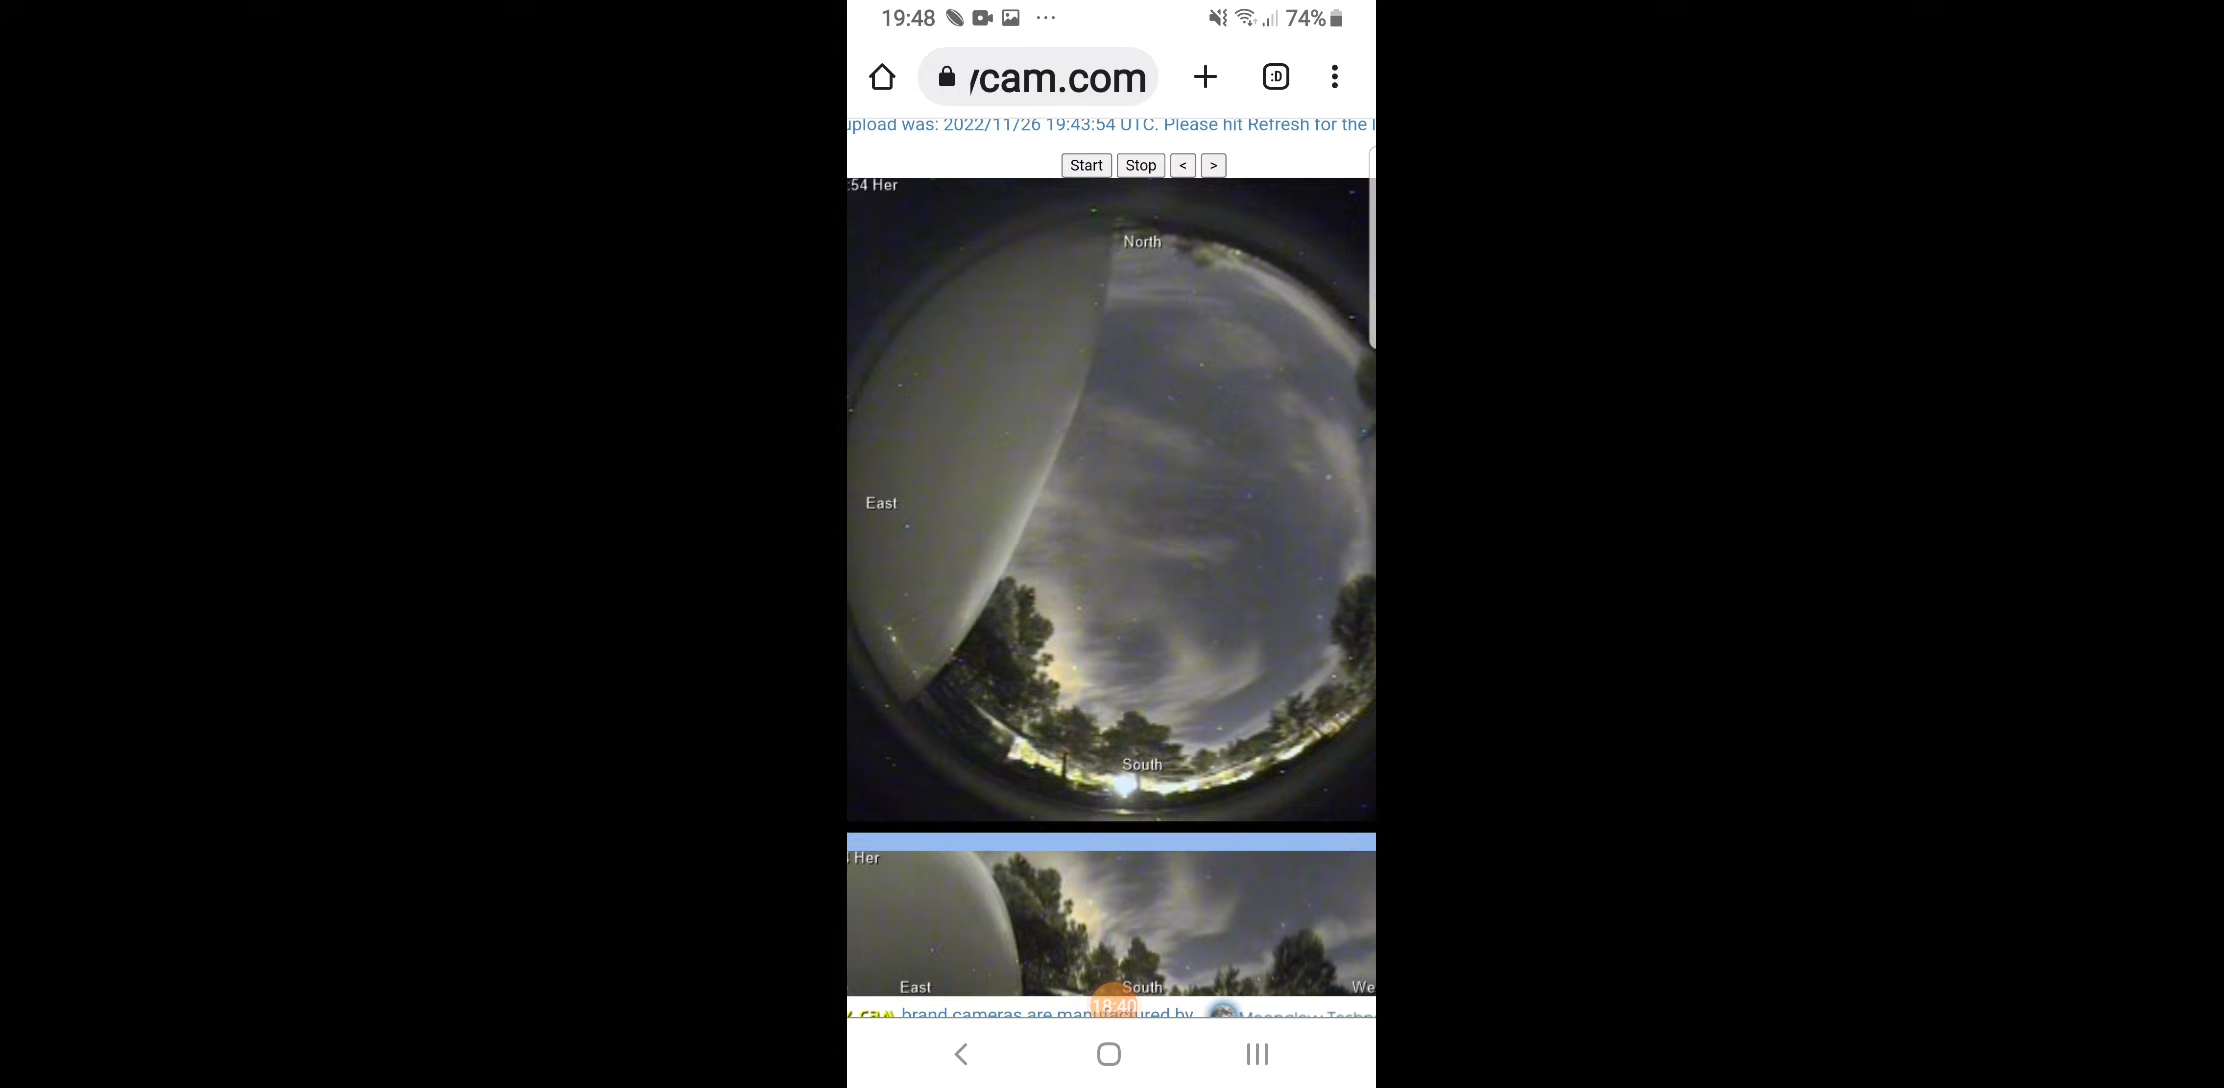 19:48 ... 74%
/cam.com + :D
upload was: 2022/11/26 19:43:54 UTC. Please hit Refresh for the l
Start Stop < >
:54 Her
North
East
South
Her
East South We
brand cameras are manufactured by
18:40